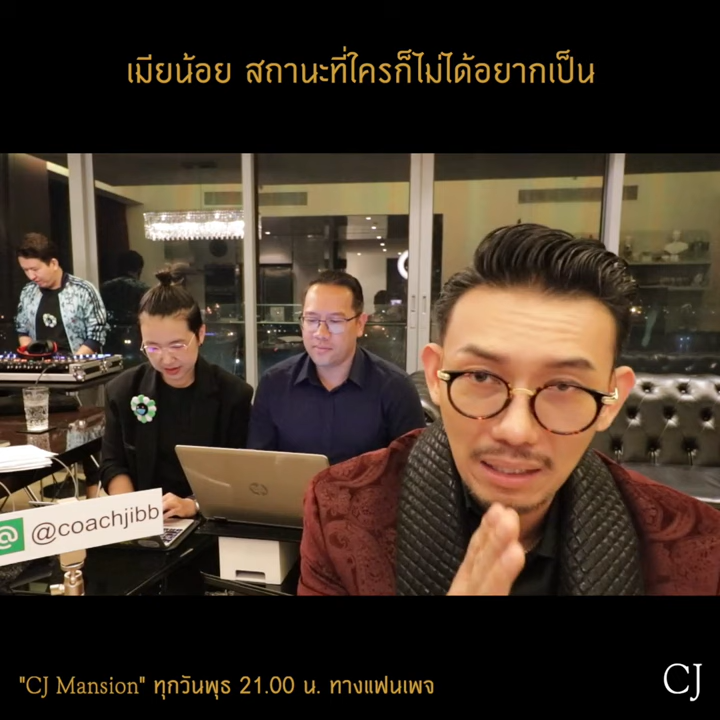 เมียน้อย สถานะที่ใครก็ไม่ได้อยากเป็น
@ @coachjibb
"CJ Mansion" ทุกวันพุธ 21.00 น. ทางแฟนเพจ
CJ